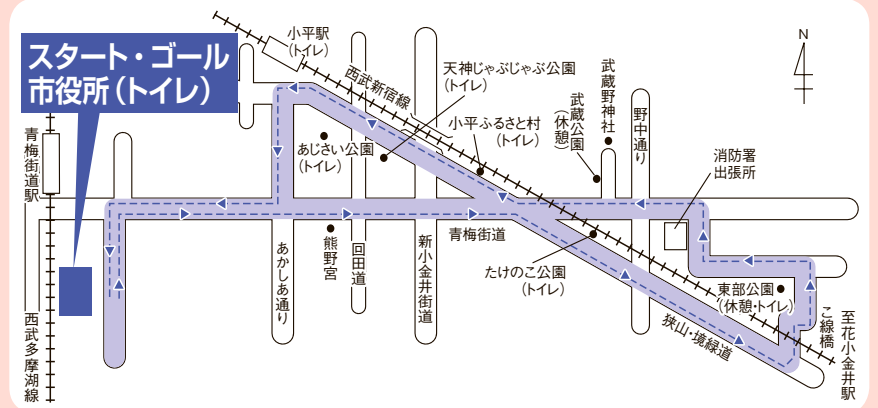 スタート・ゴール
市役所（トイレ）
小平駅
（トイレ）
西武新宿線
天神じゃぶじゃぶ公園
（トイレ）
小平ふるさと村
（トイレ）
武蔵公園
（休憩）
武蔵野神社
野中通り
消防署
出張所
N
青梅街道駅
あじさい公園
（トイレ）
あかしあ通り
熊野宮
回田道
新小金井街道
青梅街道
たけのこ公園
（トイレ）
狭山・境緑道
東部公園
（休憩・トイレ）
こ線橋
至花小金井駅
西武多摩湖線